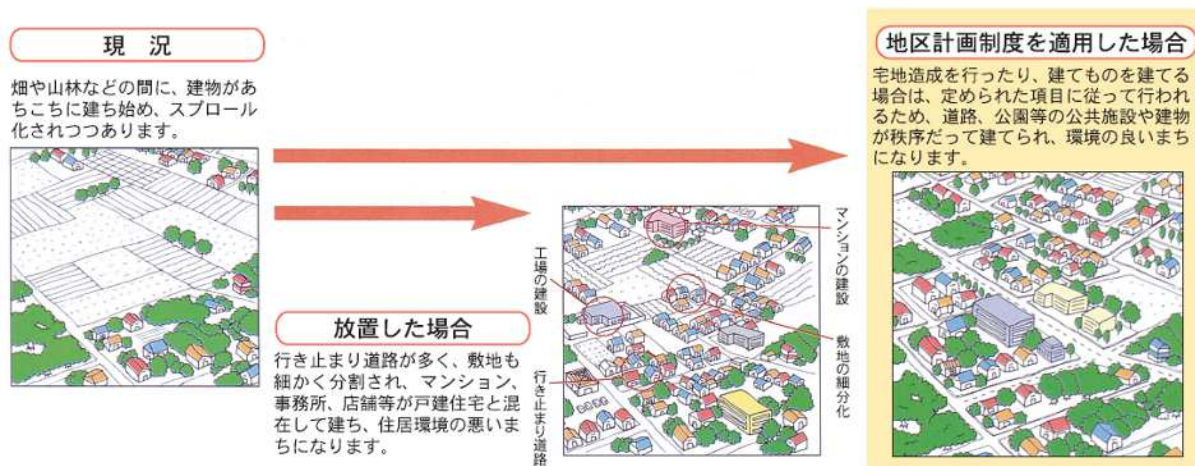 現 況
畑や山林などの間に、建物があ
ちこちに建ち始め、スプロール
化されつつあります。
放置した場合
行き止まり道路が多く、敷地も
細かく分割され、マンション、
事務所、店舗等が戸建住宅と混
在して建ち、住居環境の悪いま
ちになります。
工場の建設
行き止まり道路
マンションの建設
敷地の細分化
地区計画制度を適用した場合
宅地造成を行ったり、建てものを建てる
場合は、定められた項目に従って行われ
るため、道路、公園等の公共施設や建物
が秩序だって建てられ、環境の良いまち
になります。